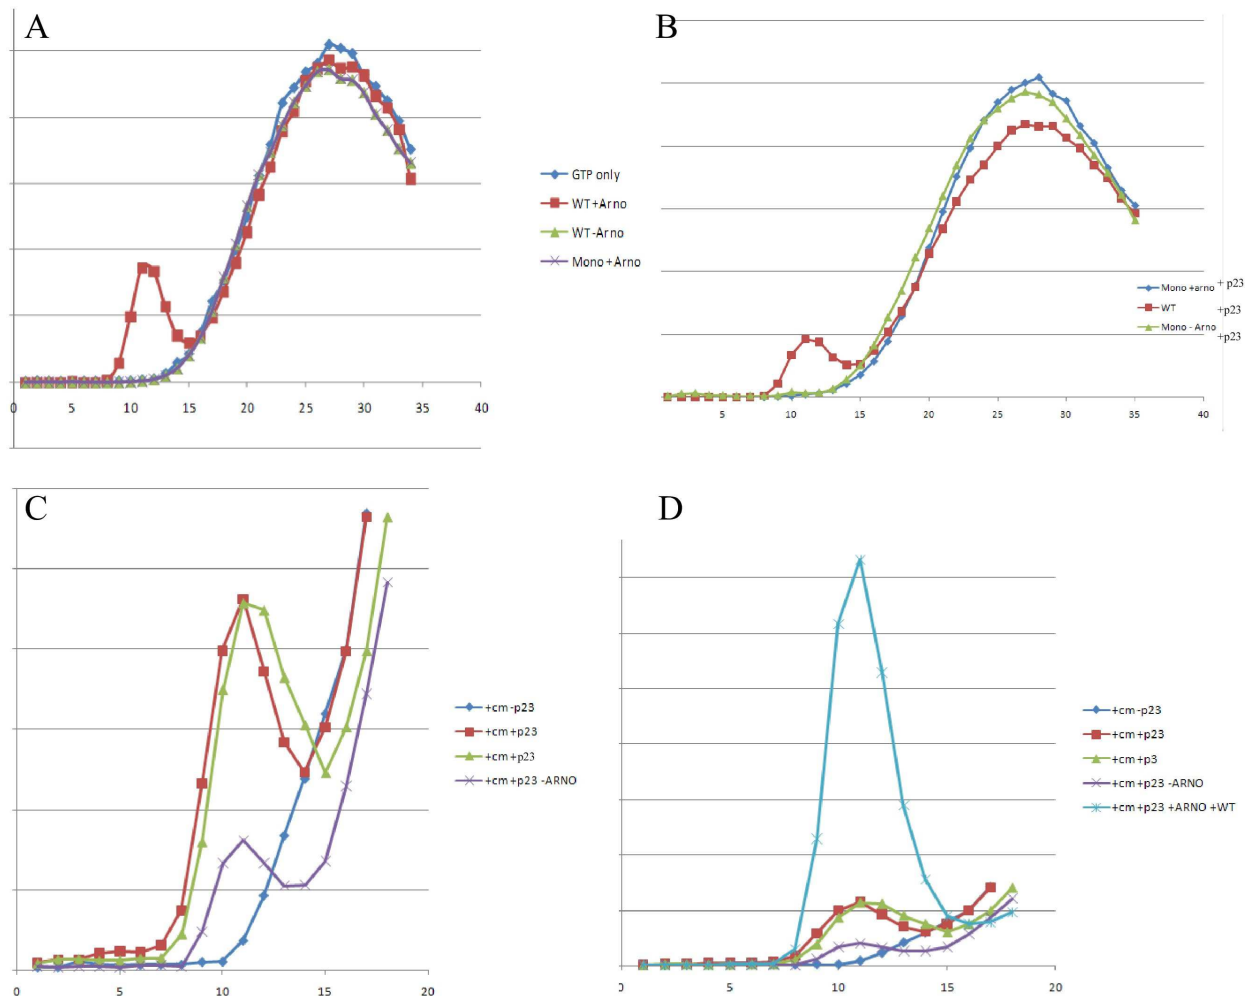 A
GTP only
WT+Arno
WT-Arno
Mono+Arno
0 5 10 15 20 25 30 35 40
B
Mono +arno + p23
WT +p23
Mono - Arno +p23
5 10 15 20 25 30 35 40
C
+cm-p23
+cm+p23
+cm+p23
+cm+p23 -ARNO
0 5 10 15 20
D
+cm-p23
+cm+p23
+cm+p3
+cm+p23 -ARNO
+cm+p23 +ARNO +WT
0 5 10 15 20